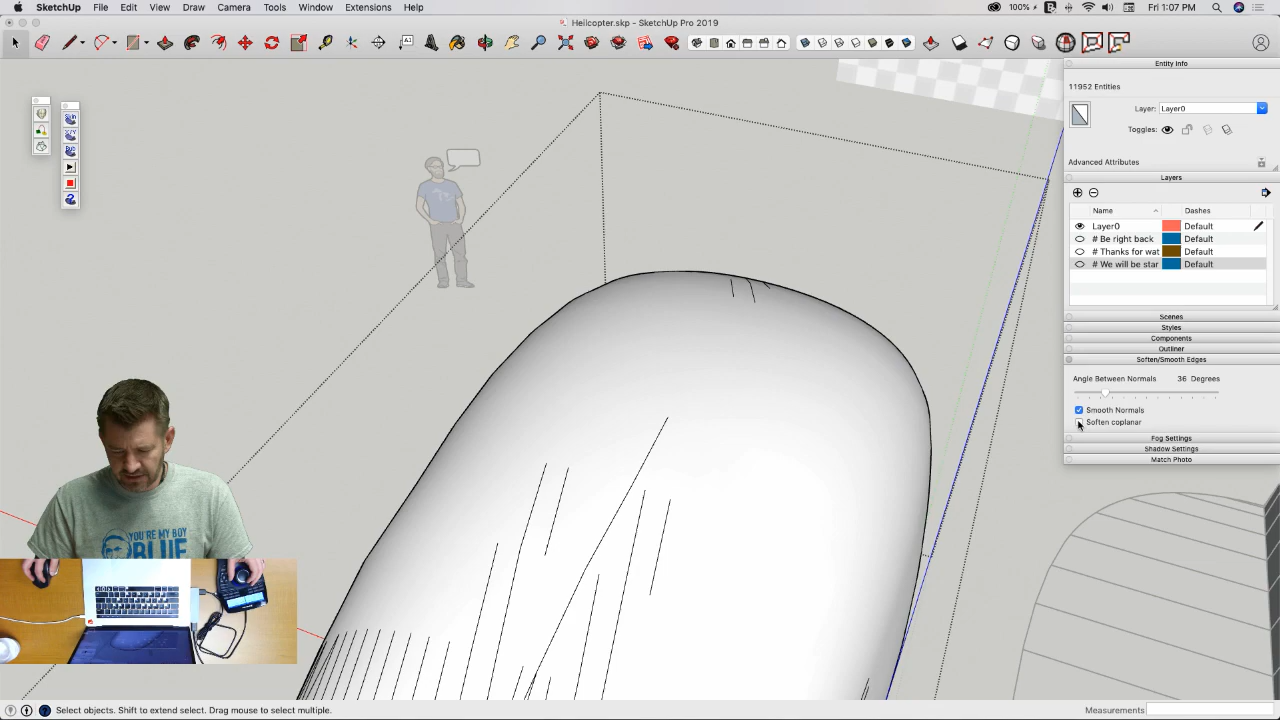 SketchUp File Edit View Draw Camera Tools Window Extensions Help
100% Fri 1:07 PM
Helicopter.skp - SketchUp Pro 2019
Entity Info
11952 Entities
Layer: Layer0
Toggles:
Advanced Attributes
Layers
Name Dashes
Layer0 Default
# Be right back Default
# Thanks for wat Default
# We will be star Default
Scenes
Styles
Components
Outliner
Soften/Smooth Edges
Angle Between Normals 36 Degrees
Smooth Normals
Soften coplanar
Fog Settings
Shadow Settings
Match Photo
YOU'RE MY BOY
BLUE
Select objects. Shift to extend select. Drag mouse to select multiple.
Measurements